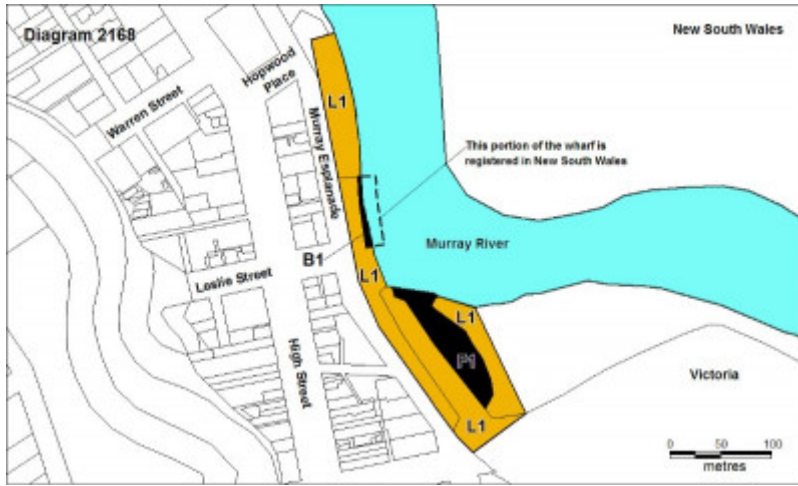 Diagram 2168
New South Wales
Hopwood
Place
Warren Street
L1
Murray Esplanade
This portion of the wharf is
registered in New South Wales
Murray River
B1
L1
Leslie Street
L1
High Street
P1
Victoria
L1
0 50 100
metres